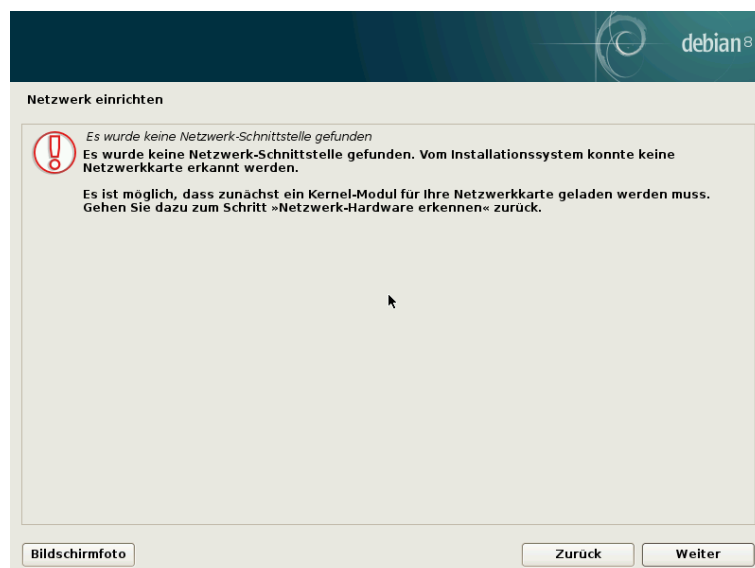 debian 8
Netzwerk einrichten
Es wurde keine Netzwerk-Schnittstelle gefunden
Es wurde keine Netzwerk-Schnittstelle gefunden. Vom Installationssystem konnte keine
Netzwerkkarte erkannt werden.
Es ist möglich, dass zunächst ein Kernel-Modul für Ihre Netzwerkkarte geladen werden muss.
Gehen Sie dazu zum Schritt »Netzwerk-Hardware erkennen« zurück.
Bildschirmfoto
Zurück
Weiter